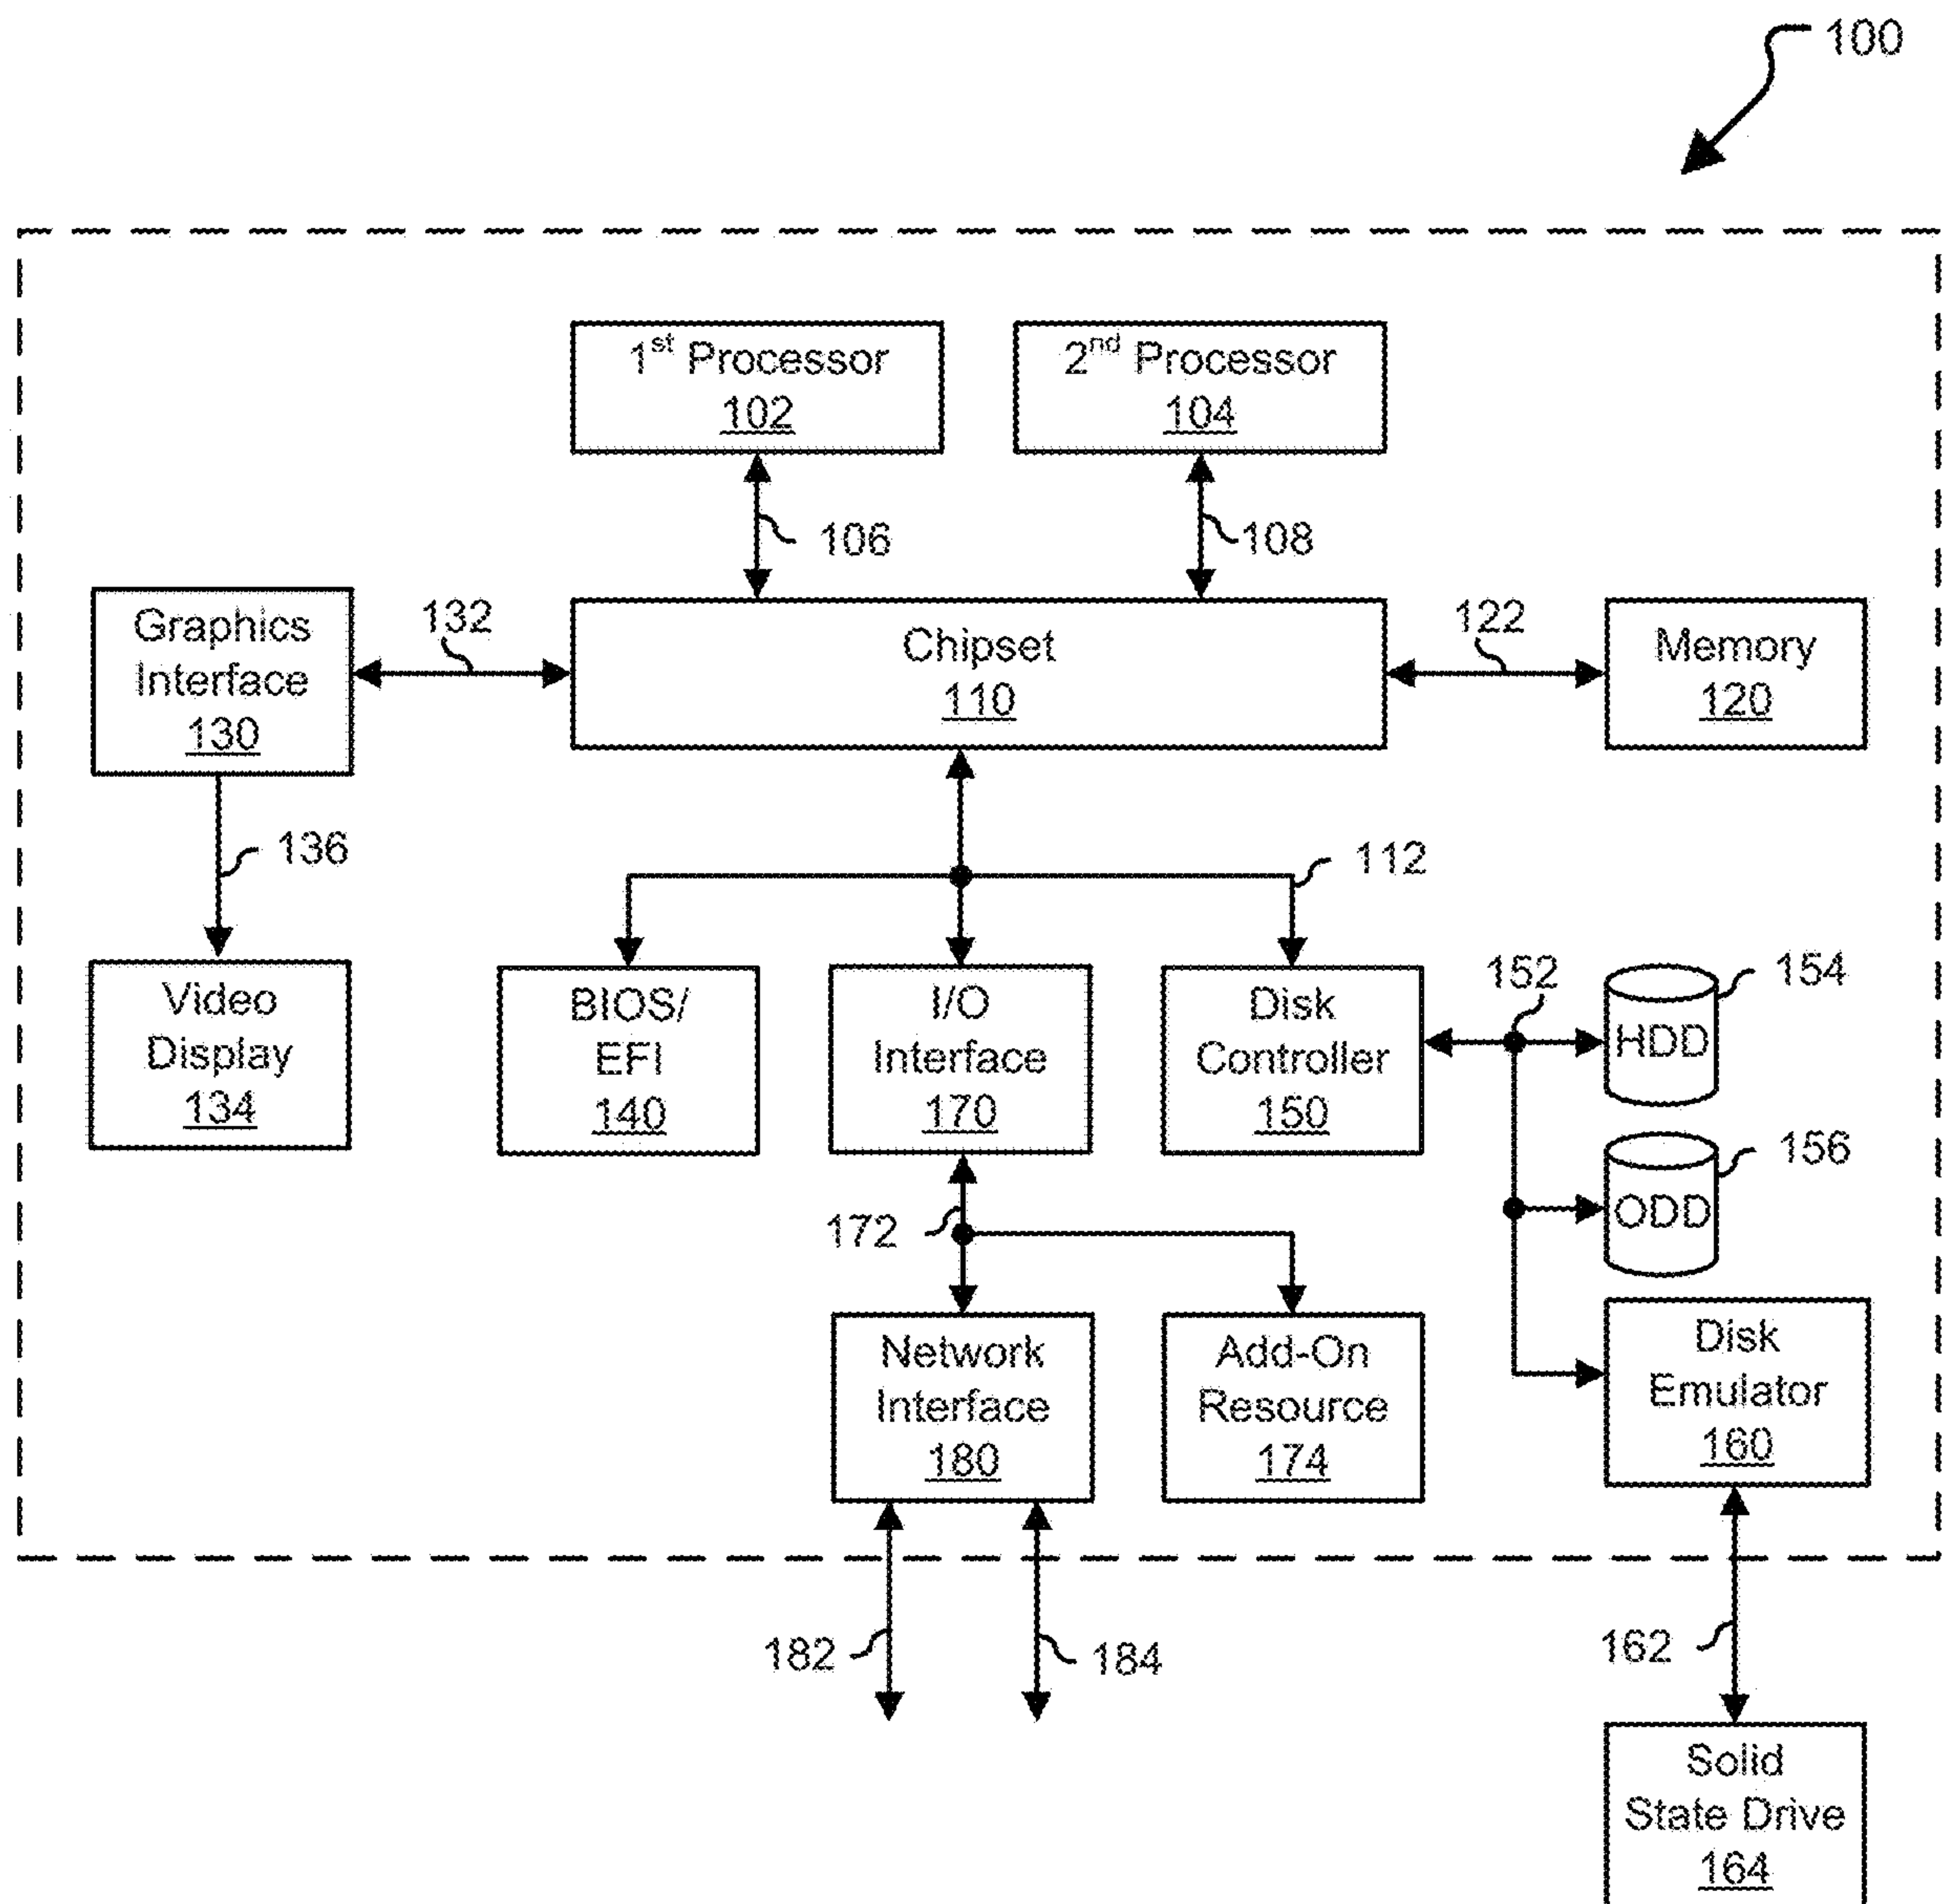 100
1st Processor
102
2nd Processor
104
106
108
Graphics
Interface
130
132
Chipset
110
122
Memory
120
136
112
Video
Display
134
BIOS/
EFI
140
I/O
Interface
170
Disk
Controller
150
152
HDD
154
ODD
156
172
Network
Interface
180
Add-On
Resource
174
Disk
Emulator
160
182
184
162
Solid
State Drive
164